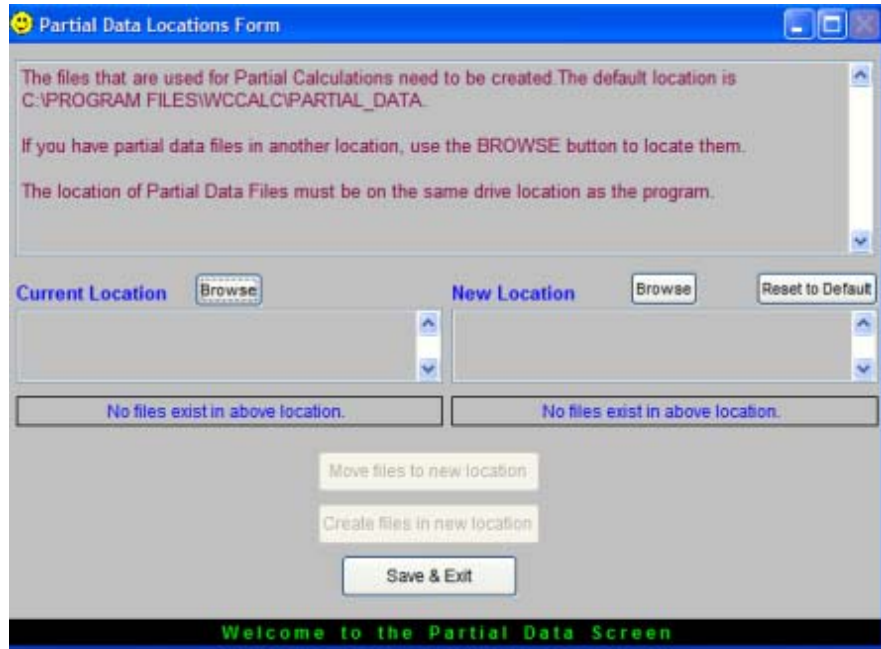 Partial Data Locations Form
The files that are used for Partial Calculations need to be created.The default location is
C:\PROGRAM FILES\WCCALC\PARTIAL_DATA.
If you have partial data files in another location, use the BROWSE button to locate them.
The location of Partial Data Files must be on the same drive location as the program.
Current Location Browse New Location Browse Reset to Default
No files exist in above location. No files exist in above location.
Move files to new location
Create files in new location
Save & Exit
Welcome to the Partial Data Screen